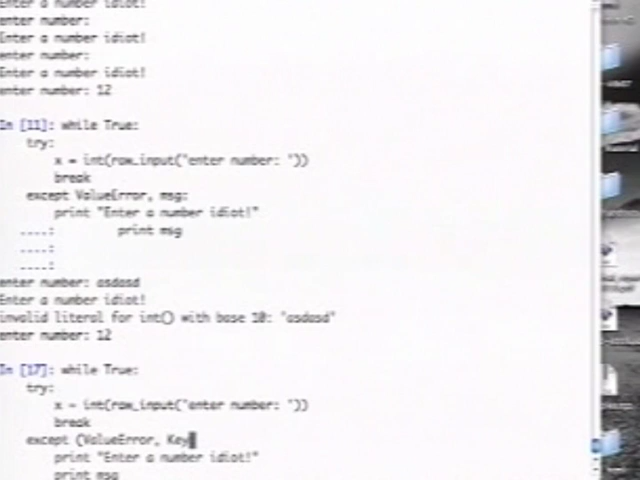 Enter a number idiot!
enter number:
Enter a number idiot!
enter number:
Enter a number idiot!
enter number: 12
In [11]: while True:
try:
x = int(raw_input("enter number: "))
break
except ValueError, msg:
print "Enter a number idiot!"
....: print msg
....:
....:
enter number: asdasd
Enter a number idiot!
invalid literal for int() with base 10: "asdasd"
enter number: 12
In [17]: while True:
try:
x = int(raw_input("enter number: "))
break
except (ValueError, Key
print "Enter a number idiot!"
print msg